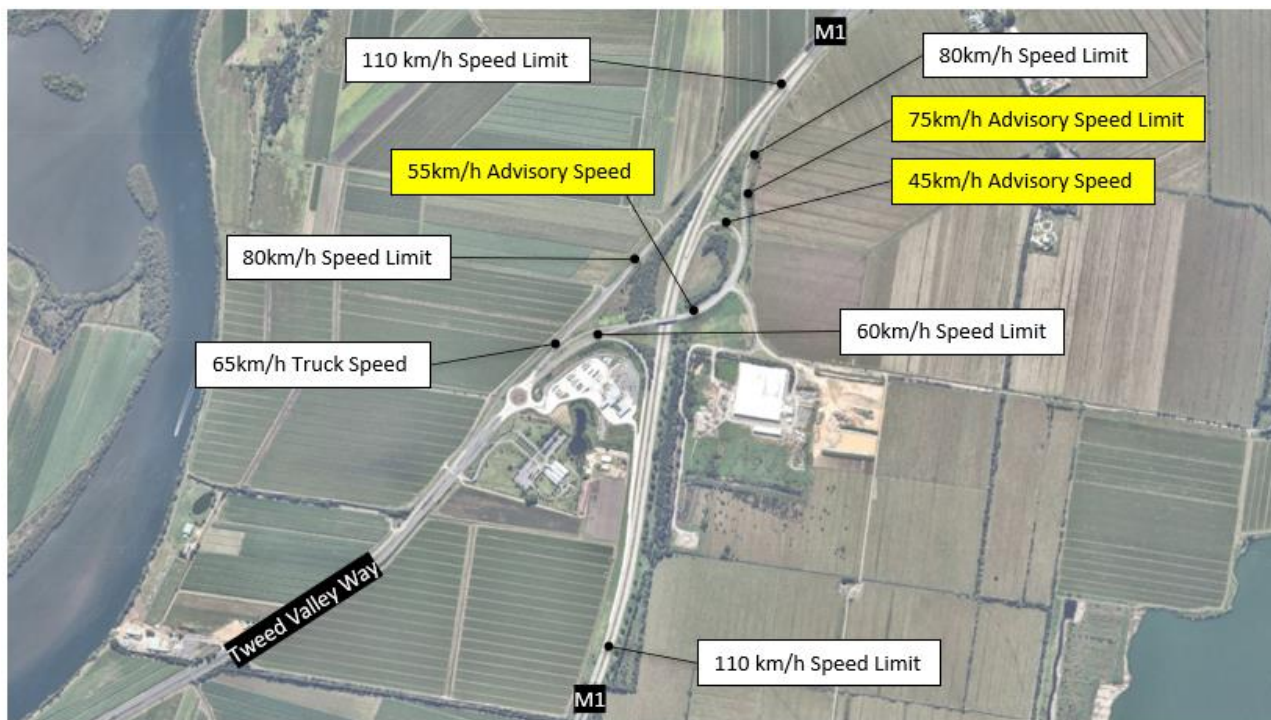 M1
110 km/h Speed Limit
80km/h Speed Limit
75km/h Advisory Speed Limit
55km/h Advisory Speed
45km/h Advisory Speed
80km/h Speed Limit
60km/h Speed Limit
65km/h Truck Speed
Tweed Valley Way
110 km/h Speed Limit
M1